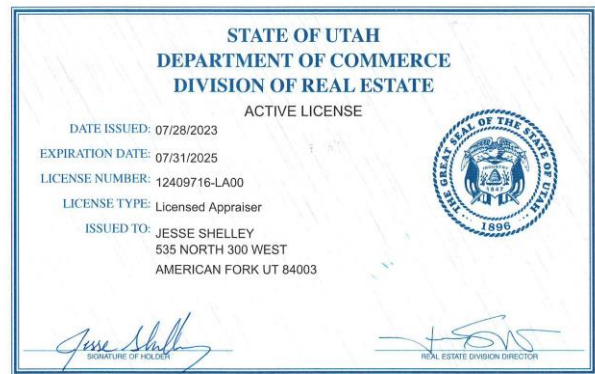 STATE OF UTAH
DEPARTMENT OF COMMERCE
DIVISION OF REAL ESTATE
ACTIVE LICENSE
DATE ISSUED: 07/28/2023
EXPIRATION DATE: 07/31/2025
LICENSE NUMBER: 12409716-LA00
LICENSE TYPE: Licensed Appraiser
ISSUED TO: JESSE SHELLEY
535 NORTH 300 WEST
AMERICAN FORK UT 84003
THE GREAT SEAL OF THE STATE OF UTAH
INDUSTRY
1847
1896
Jesse Shelley
SIGNATURE OF HOLDER
REAL ESTATE DIVISION DIRECTOR